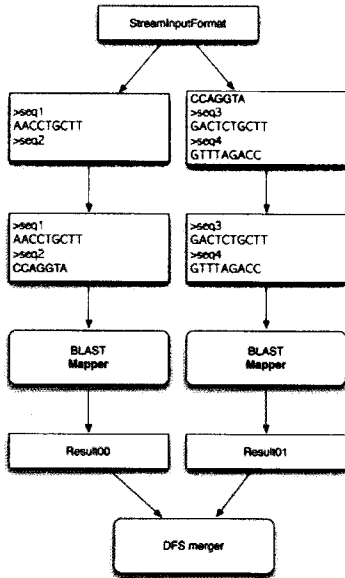 StreamInputFormat
>seq1
AACCTGCTT
>seq2
CCAGGTA
>seq3
GACTCTGCTT
>seq4
GTTTAGACC
>seq1
AACCTGCTT
>seq2
CCAGGTA
>seq3
GACTCTGCTT
>seq4
GTTTAGACC
BLAST
Mapper
BLAST
Mapper
Result00
Result01
DFS merger